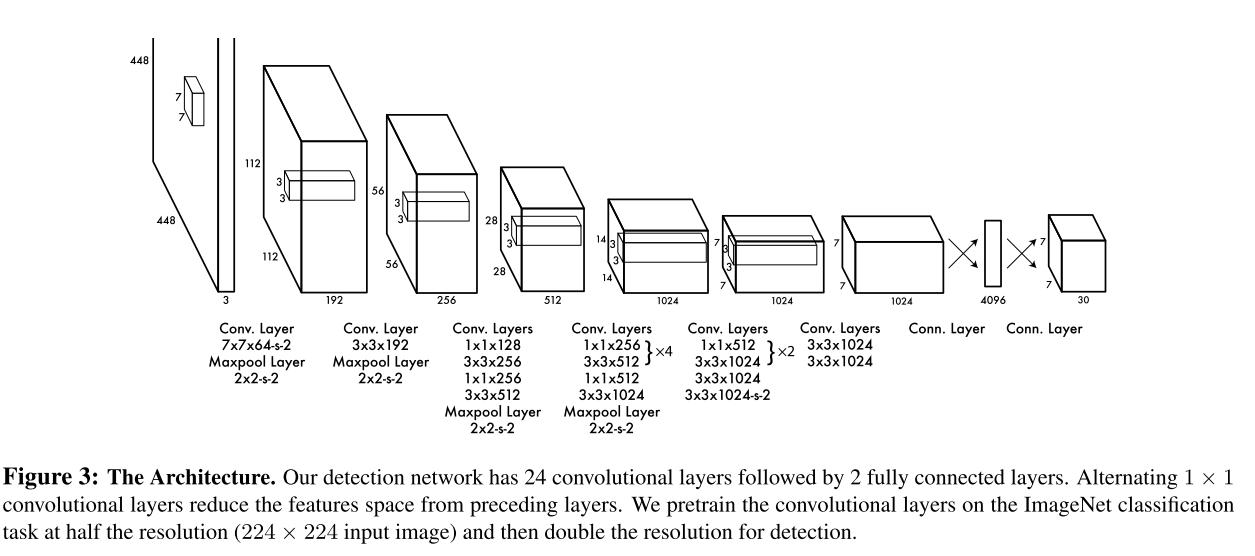 448
7
7
448
3
112
3
3
112
192
56
3
3
56
256
28
3
3
28
512
14
3
3
14
1024
7
3
3
7
1024
7
7
1024
4096
7
7
30
Conv. Layer
7x7x64-s-2
Maxpool Layer
2x2-s-2
Conv. Layer
3x3x192
Maxpool Layer
2x2-s-2
Conv. Layers
1x1x128
3x3x256
1x1x256
3x3x512
Maxpool Layer
2x2-s-2
Conv. Layers
1x1x256
3x3x512 }×4
1x1x512
3x3x1024
Maxpool Layer
2x2-s-2
Conv. Layers
1x1x512
3x3x1024 }×2
3x3x1024
3x3x1024-s-2
Conv. Layers
3x3x1024
3x3x1024
Conn. Layer
Conn. Layer
Figure 3: The Architecture. Our detection network has 24 convolutional layers followed by 2 fully connected layers. Alternating 1 × 1
convolutional layers reduce the features space from preceding layers. We pretrain the convolutional layers on the ImageNet classification
task at half the resolution (224 × 224 input image) and then double the resolution for detection.